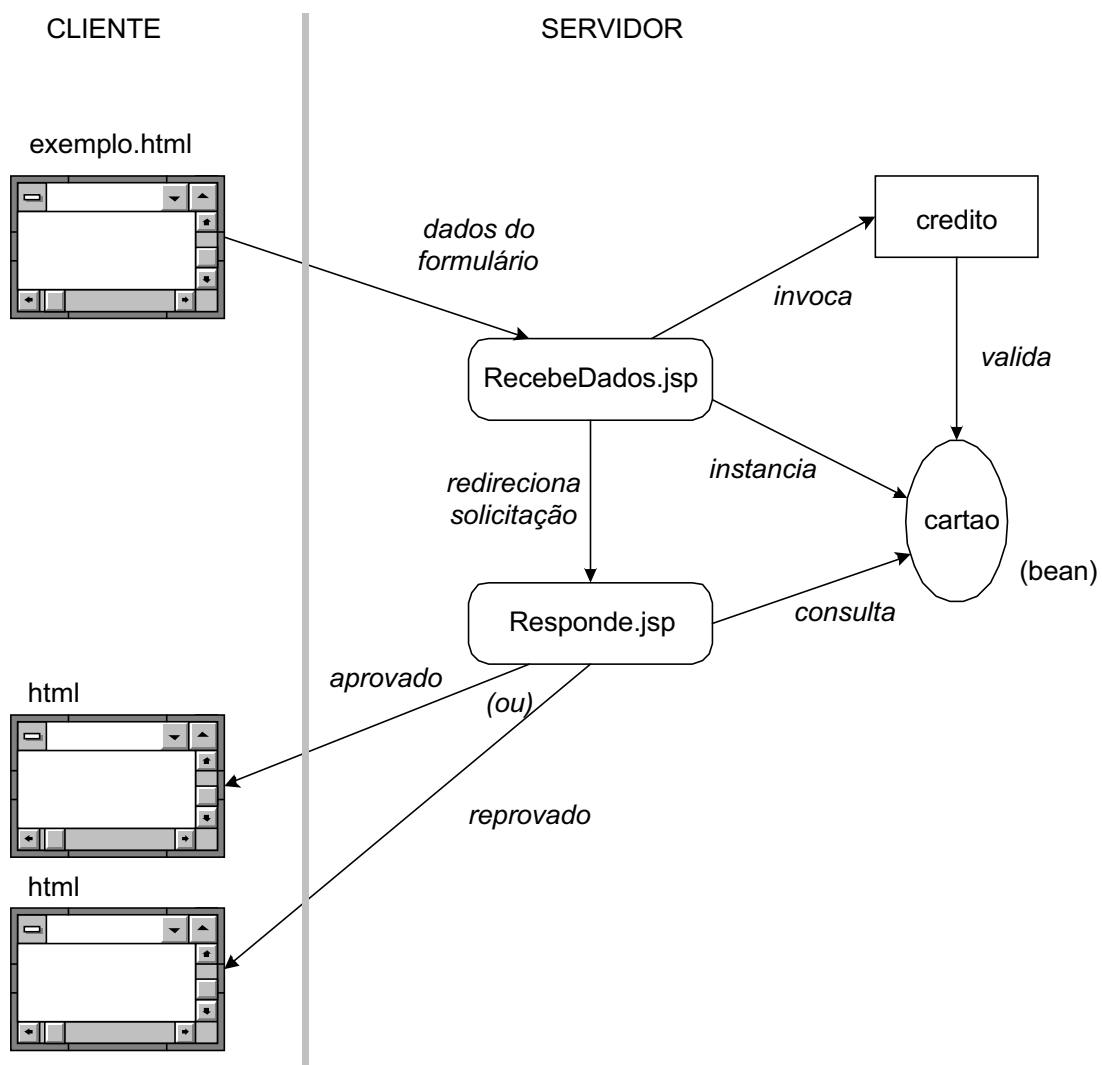 CLIENTE
SERVIDOR
exemplo.html
dados do
formulário
credito
invoca
RecebeDados.jsp
valida
redireciona
solicitação
instancia
cartao
(bean)
Responde.jsp
consulta
aprovado
(ou)
html
reprovado
html